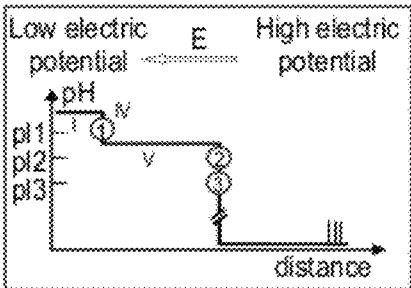 Low electric potential
E
High electric potential
pH
pI1
pI2
pI3
I
IV
1
V
2
3
III
distance